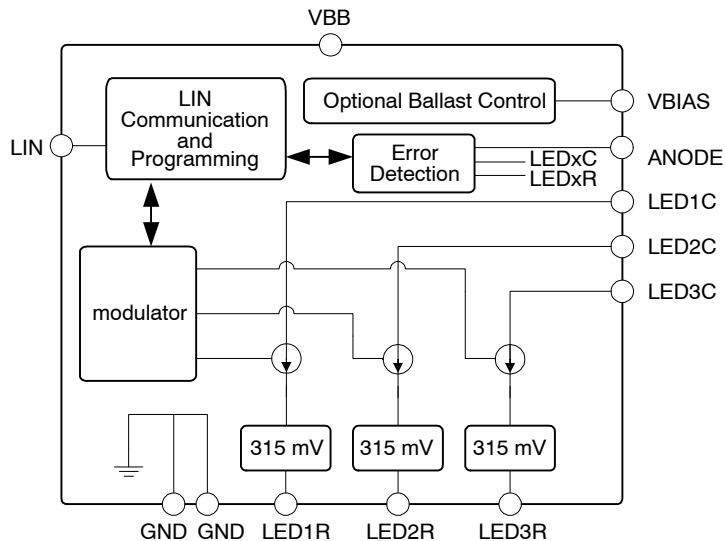 VBB
LIN
Communication
and
Programming
Optional Ballast Control
VBIAS
LIN
Error
Detection
LEDxC
LEDxR
ANODE
LED1C
LED2C
LED3C
modulator
315 mV
315 mV
315 mV
GND
GND
LED1R
LED2R
LED3R